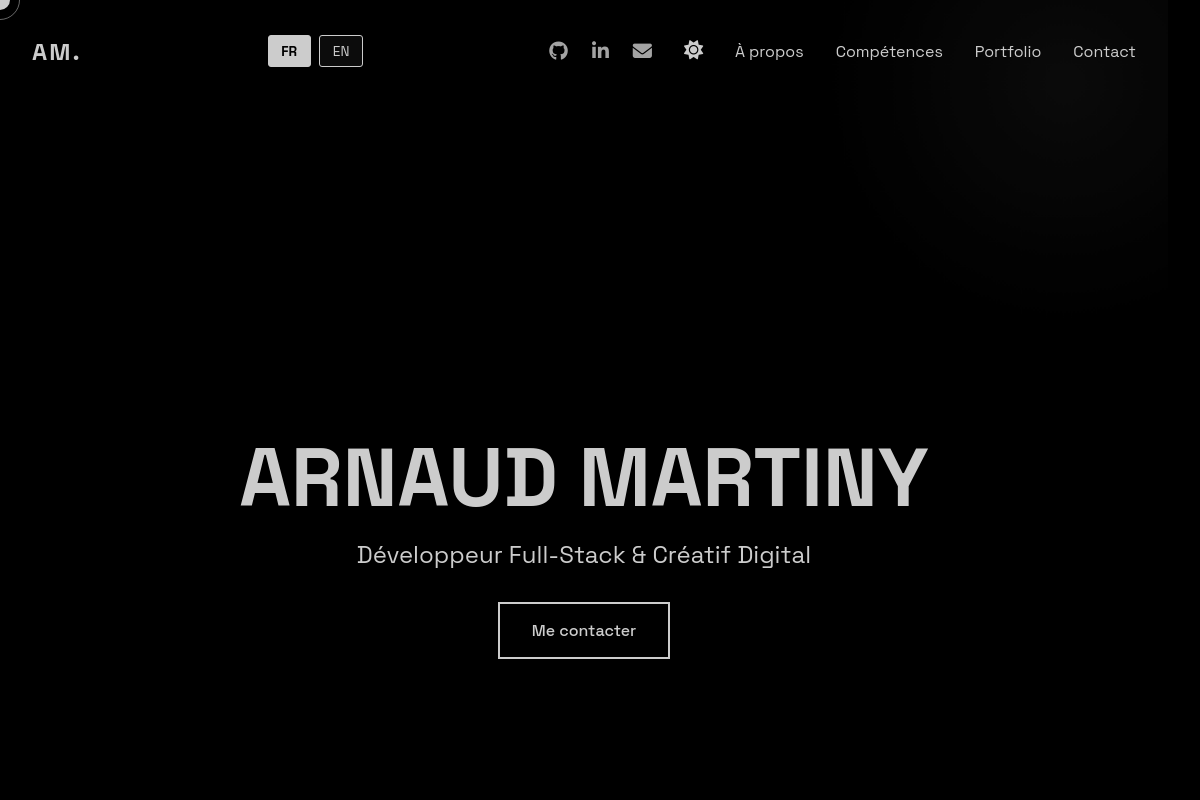 AM.
FR EN À propos Compétences Portfolio Contact
ARNAUD MARTINY
Développeur Full-Stack & Créatif Digital
Me contacter